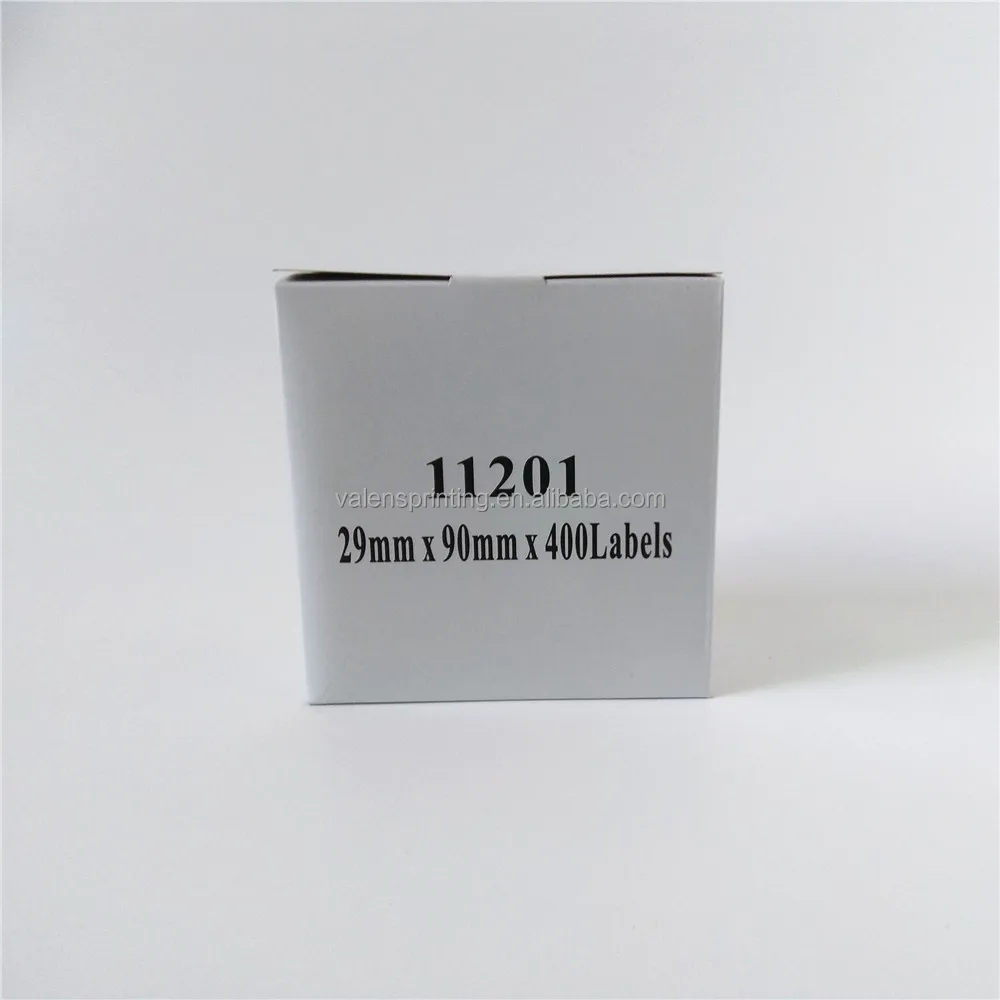 11201
valensprinting.en.alibaba.com
29mm x 90mm x 400Labels